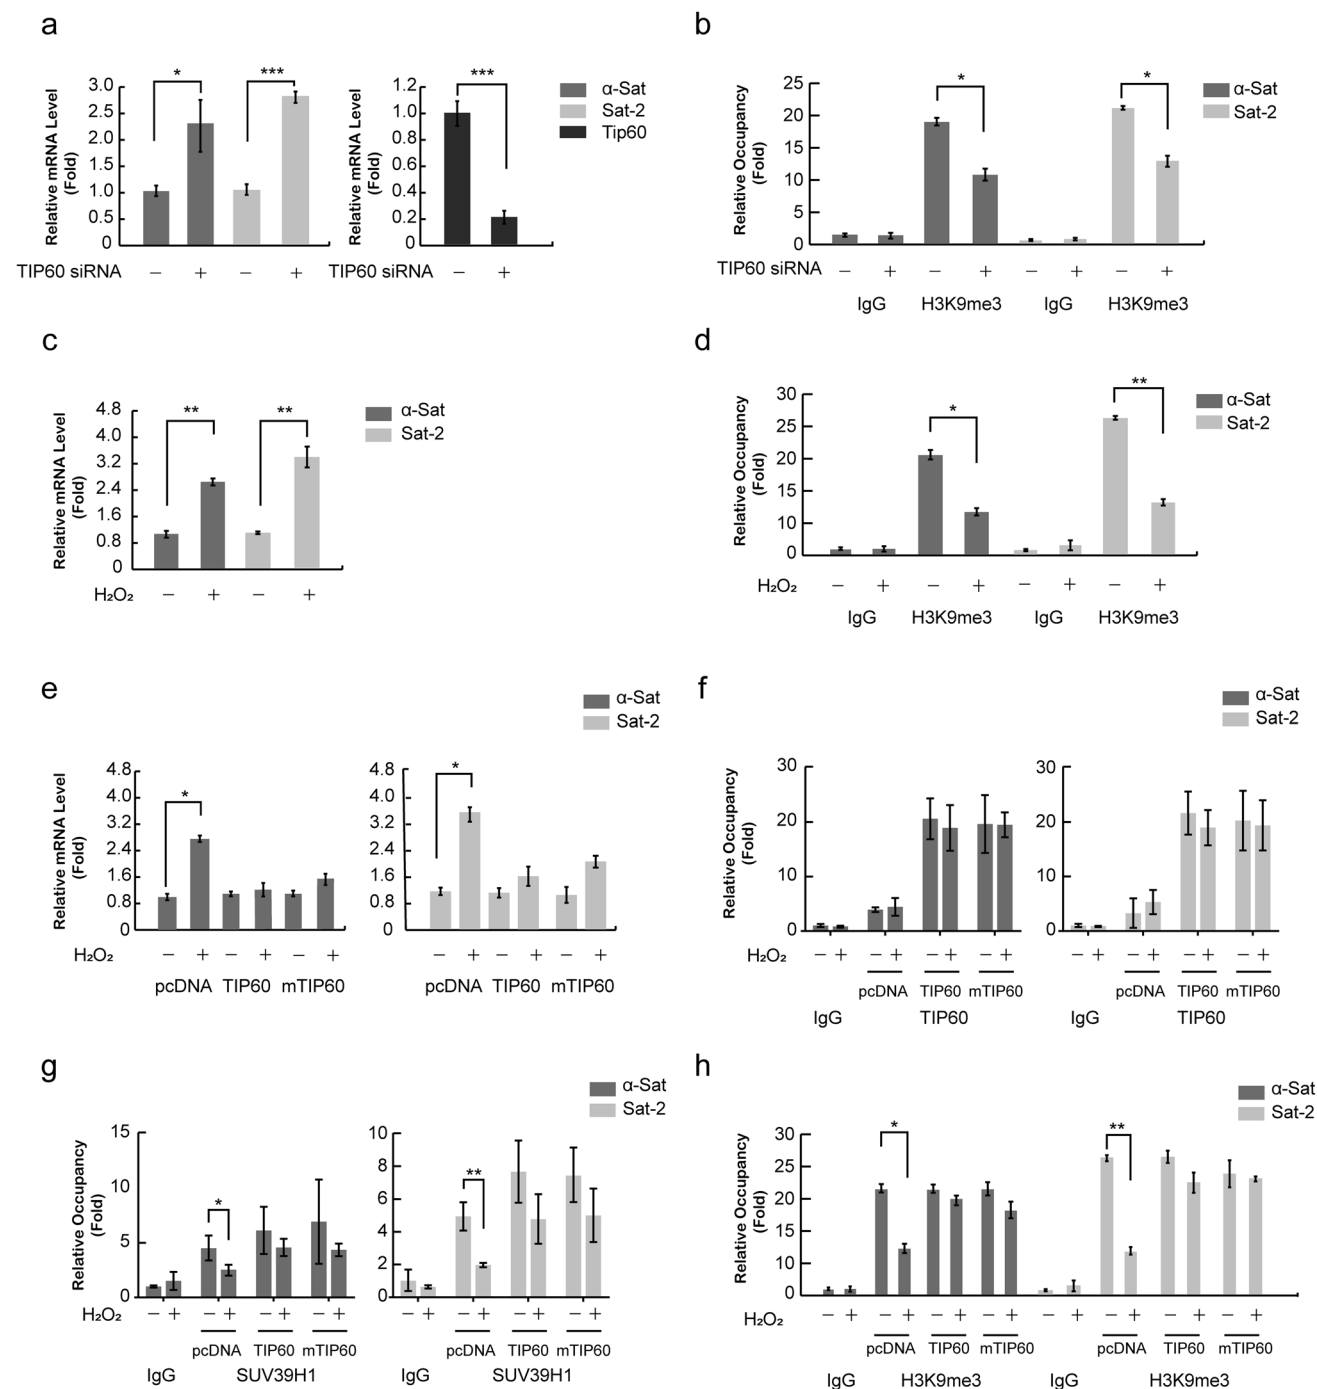 a
Relative mRNA Level
(Fold)
3.0
2.5
2.0
1.5
1.0
0.5
0
*
***
TIP60 siRNA − + − +
Relative mRNA Level
(Fold)
1.2
1.0
0.8
0.6
0.4
0.2
0
***
TIP60 siRNA − +
α-Sat
Sat-2
Tip60
b
Relative Occupancy
(Fold)
25
20
15
10
5
0
*
*
α-Sat
Sat-2
TIP60 siRNA − + − + − + − +
IgG H3K9me3 IgG H3K9me3
c
Relative mRNA Level
(Fold)
4.8
4.0
3.2
2.4
1.6
0.8
0
**
**
α-Sat
Sat-2
H₂O₂ − + − +
d
Relative Occupancy
(Fold)
30
25
20
15
10
0
*
**
α-Sat
Sat-2
H₂O₂ − + − + − + − +
IgG H3K9me3 IgG H3K9me3
e
α-Sat
Sat-2
Relative mRNA Level
(Fold)
4.8
4.0
3.2
2.4
1.6
0.8
0
*
4.8
4.0
3.2
2.4
1.6
0.8
0
*
H₂O₂ − + − + − + − + − + − +
pcDNA TIP60 mTIP60 pcDNA TIP60 mTIP60
f
α-Sat
Sat-2
Relative Occupancy
(Fold)
30
20
10
0
30
20
10
0
H₂O₂ − + − + − + − + − + − + − + − +
pcDNA TIP60 mTIP60 pcDNA TIP60 mTIP60
IgG TIP60 IgG TIP60
g
α-Sat
Sat-2
Relative Occupancy
(Fold)
15
10
5
0
*
10
8
6
4
2
0
**
H₂O₂ − + − + − + − + − + − + − + − +
pcDNA TIP60 mTIP60 pcDNA TIP60 mTIP60
IgG SUV39H1 IgG SUV39H1
h
α-Sat
Sat-2
Relative Occupancy
(Fold)
30
25
20
15
10
0
*
**
H₂O₂ − + − + − + − + − + − + − + − +
pcDNA TIP60 mTIP60 pcDNA TIP60 mTIP60
IgG H3K9me3 IgG H3K9me3